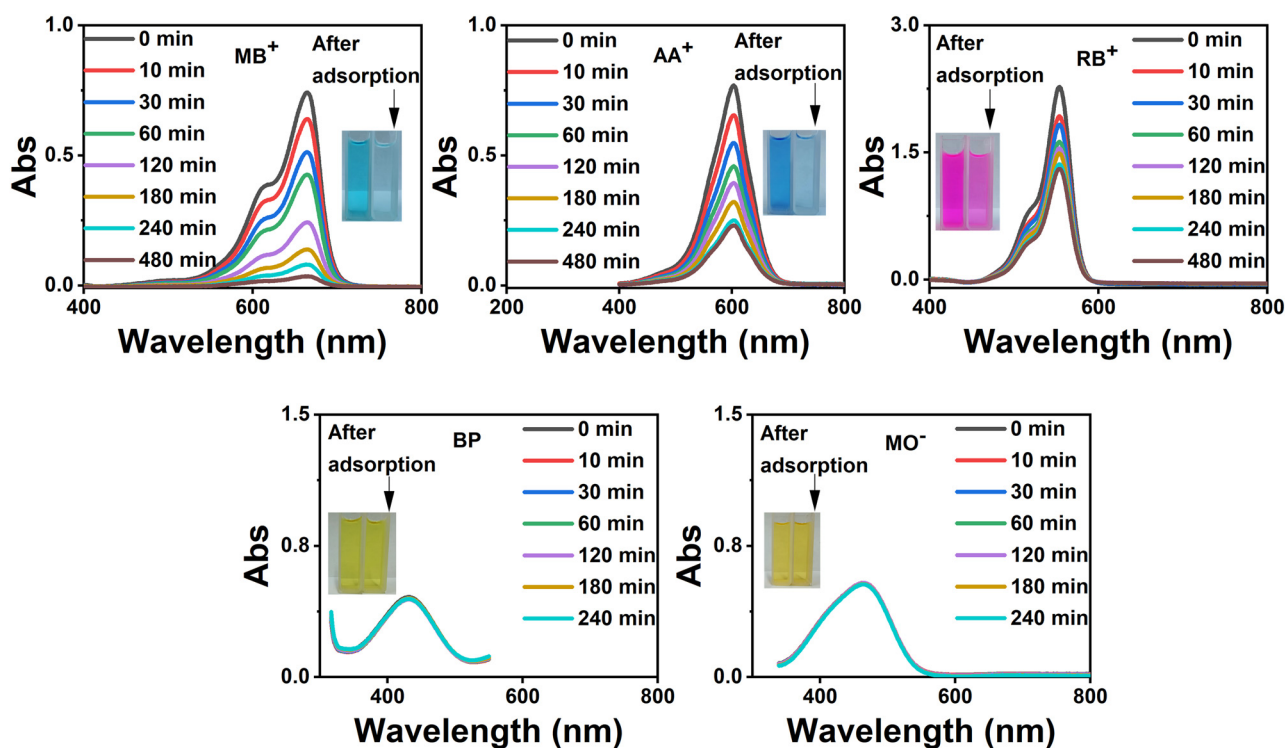 1.0
0.5
0.0
Abs
0 min
10 min
30 min
60 min
120 min
180 min
240 min
480 min
MB+
After
adsorption
400
600
800
Wavelength (nm)
1.0
0.5
0.0
Abs
0 min
10 min
30 min
60 min
120 min
180 min
240 min
480 min
AA+
After
adsorption
200
400
600
800
Wavelength (nm)
3.0
1.5
0.0
Abs
After
adsorption
RB+
0 min
10 min
30 min
60 min
120 min
180 min
240 min
480 min
400
600
800
Wavelength (nm)
1.5
0.8
0.0
Abs
After
adsorption
BP
0 min
10 min
30 min
60 min
120 min
180 min
240 min
400
600
800
Wavelength (nm)
1.5
0.8
0.0
Abs
After
adsorption
MO-
0 min
10 min
30 min
60 min
120 min
180 min
240 min
400
600
800
Wavelength (nm)